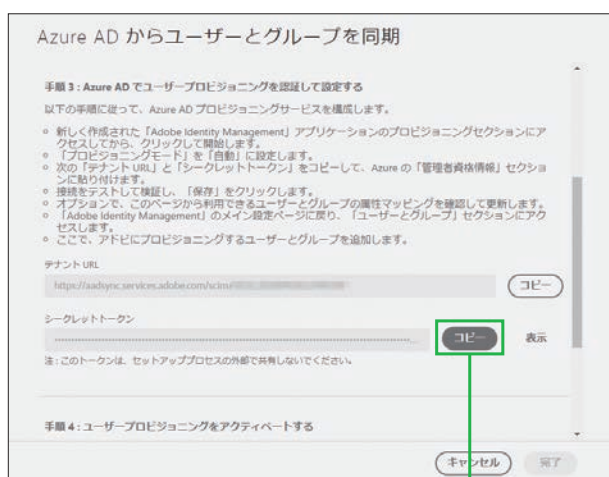 Azure AD からユーザーとグループを同期
手順 3 : Azure AD でユーザープロビジョニングを認証して設定する
以下の手順に従って、Azure AD プロビジョニングサービスを構成します。
新しく作成された「Adobe Identity Management」アプリケーションのプロビジョニングセクションにア
クセスしてから、クリックして開始します。
「プロビジョニングモード」を「自動」に設定します。
次の「テナント URL」と「シークレットトークン」をコピーして、Azure の「管理者資格情報」セクショ
ンに貼り付けます。
接続をテストして検証し、「保存」をクリックします。
オプションで、このページから利用できるユーザーとグループの属性マッピングを確認して更新します。
「Adobe Identity Management」のメイン設定ページに戻り、「ユーザーとグループ」セクションにアク
セスします。
ここで、アドビにプロビジョニングするユーザーとグループを追加します。
テナント URL
https://aadsync.services.adobe.com/scim/
コピー
シークレットトークン
コピー
表示
注 : このトークンは、セットアッププロセスの外部で共有しないでください。
手順 4 : ユーザープロビジョニングをアクティベートする
キャンセル
完了